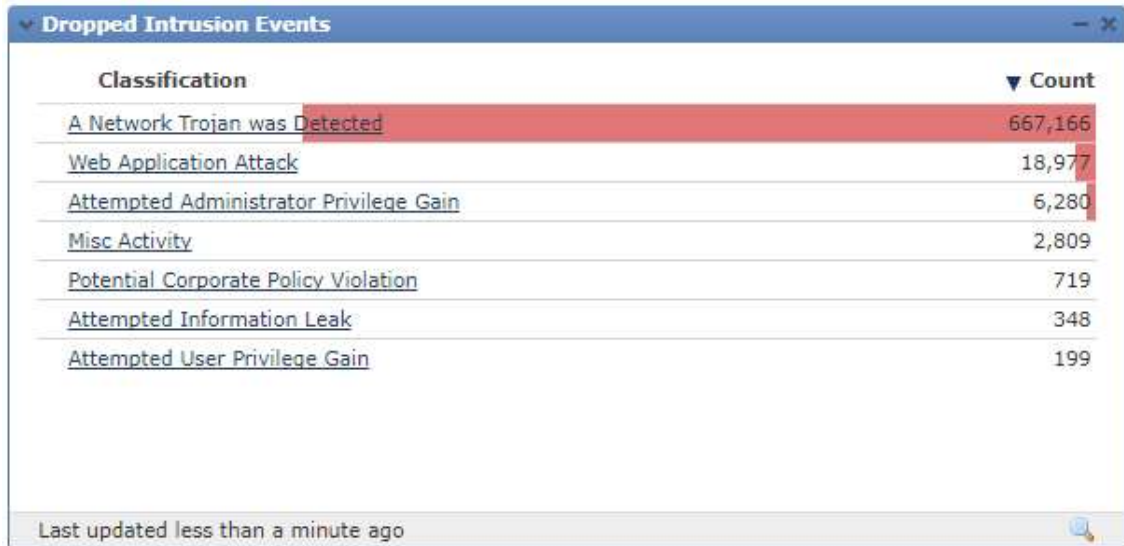 Dropped Intrusion Events
Classification Count
A Network Trojan was Detected 667,166
Web Application Attack 18,977
Attempted Administrator Privilege Gain 6,280
Misc Activity 2,809
Potential Corporate Policy Violation 719
Attempted Information Leak 348
Attempted User Privilege Gain 199
Last updated less than a minute ago